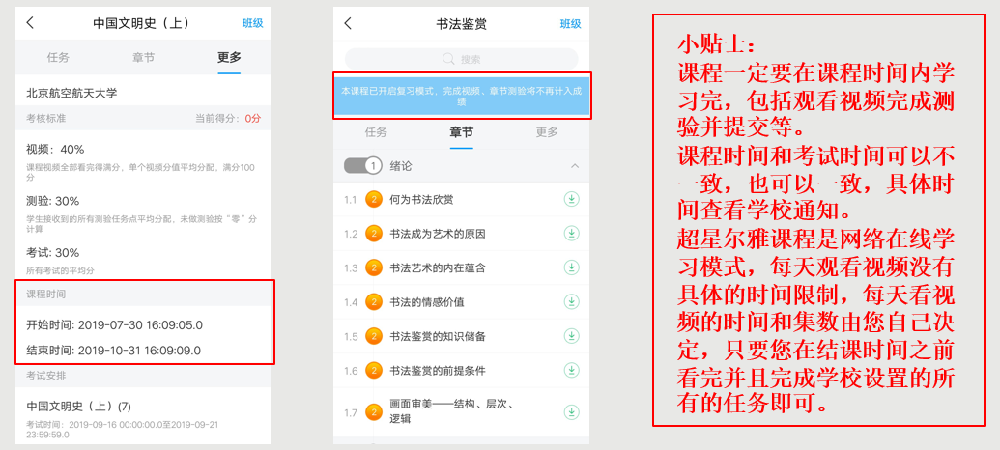 中国文明史（上）
班级
任务
章节
更多
北京航空航天大学
考核标准
当前得分：0分
视频：40%
课程视频全部看完得满分，单个视频分值平均分配，满分100
分
测验: 30%
学生接收到的所有测验任务点平均分配，未做测验按“零”分
计算
考试: 30%
所有考试的平均分
课程时间
开始时间: 2019-07-30 16:09:05.0
结束时间: 2019-10-31 16:09:09.0
考试安排
中国文明史（上）(7)
考试时间：2019-09-16 00:00:00.0至2019-09-21
23:59:59.0
书法鉴赏
班级
搜索
本课程已开启复习模式，完成视频、章节测验将不再计入成
绩
任务
章节
更多
1 绪论
1.1 2 何为书法欣赏
1.2 2 书法成为艺术的原因
1.3 2 书法艺术的内在蕴含
1.4 2 书法的情感价值
1.5 2 书法鉴赏的知识储备
1.6 2 书法鉴赏的前提条件
1.7 2 画面审美——结构、层次、
逻辑
小贴士：
课程一定要在课程时间内学
习完，包括观看视频完成测
验并提交等。
课程时间和考试时间可以不
一致，也可以一致，具体时
间查看学校通知。
超星尔雅课程是网络在线学
习模式，每天观看视频没有
具体的时间限制，每天看视
频的时间和集数由您自己决
定，只要您在结课时间之前
看完并且完成学校设置的所
有的任务即可。